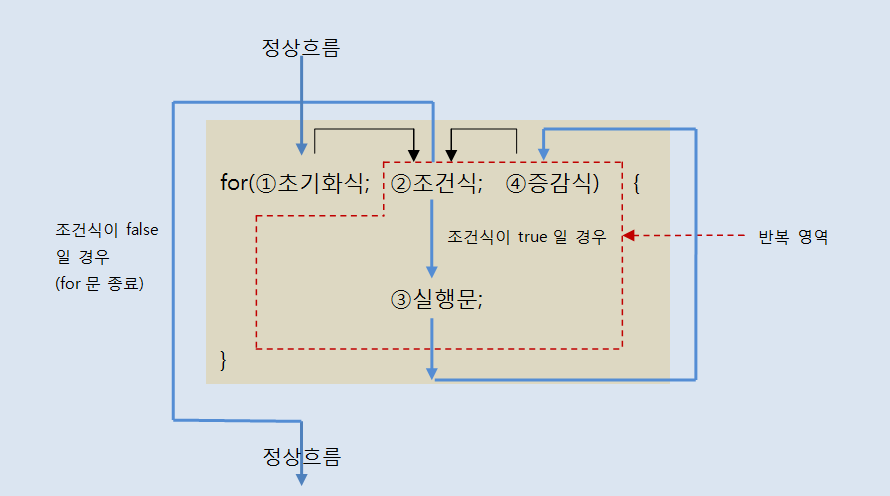 정상흐름
for(①초기화식; ②조건식; ④증감식) {
조건식이 false
일 경우
(for 문 종료)
조건식이 true 일 경우
반복 영역
③실행문;
}
정상흐름